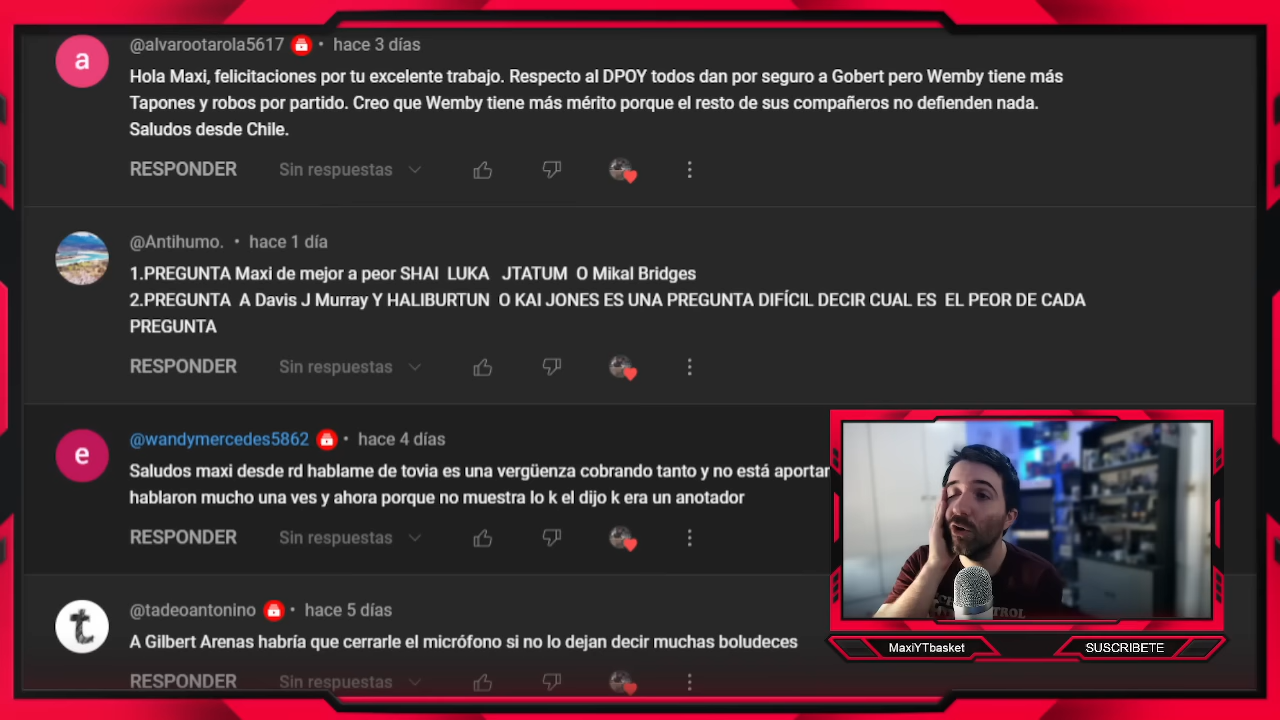 a
@alvarootarola5617 • hace 3 días
Hola Maxi, felicitaciones por tu excelente trabajo. Respecto al DPOY todos dan por seguro a Gobert pero Wemby tiene más
Tapones y robos por partido. Creo que Wemby tiene más mérito porque el resto de sus compañeros no defienden nada.
Saludos desde Chile.
RESPONDER Sin respuestas
@Antihumo. • hace 1 día
1.PREGUNTA Maxi de mejor a peor SHAI LUKA JTATUM O Mikal Bridges
2.PREGUNTA A Davis J Murray Y HALIBURTUN O KAI JONES ES UNA PREGUNTA DIFÍCIL DECIR CUAL ES EL PEOR DE CADA
PREGUNTA
RESPONDER Sin respuestas
e
@wandymercedes5862 • hace 4 días
Saludos maxi desde rd hablame de tovia es una vergüenza cobrando tanto y no está aportan
hablaron mucho una ves y ahora porque no muestra lo k el dijo k era un anotador
RESPONDER Sin respuestas
t
@tadeoantonino • hace 5 días
A Gilbert Arenas habría que cerrarle el micrófono si no lo dejan decir muchas boludeces
RESPONDER Sin respuestas
MaxiYTbasket SUSCRIBETE